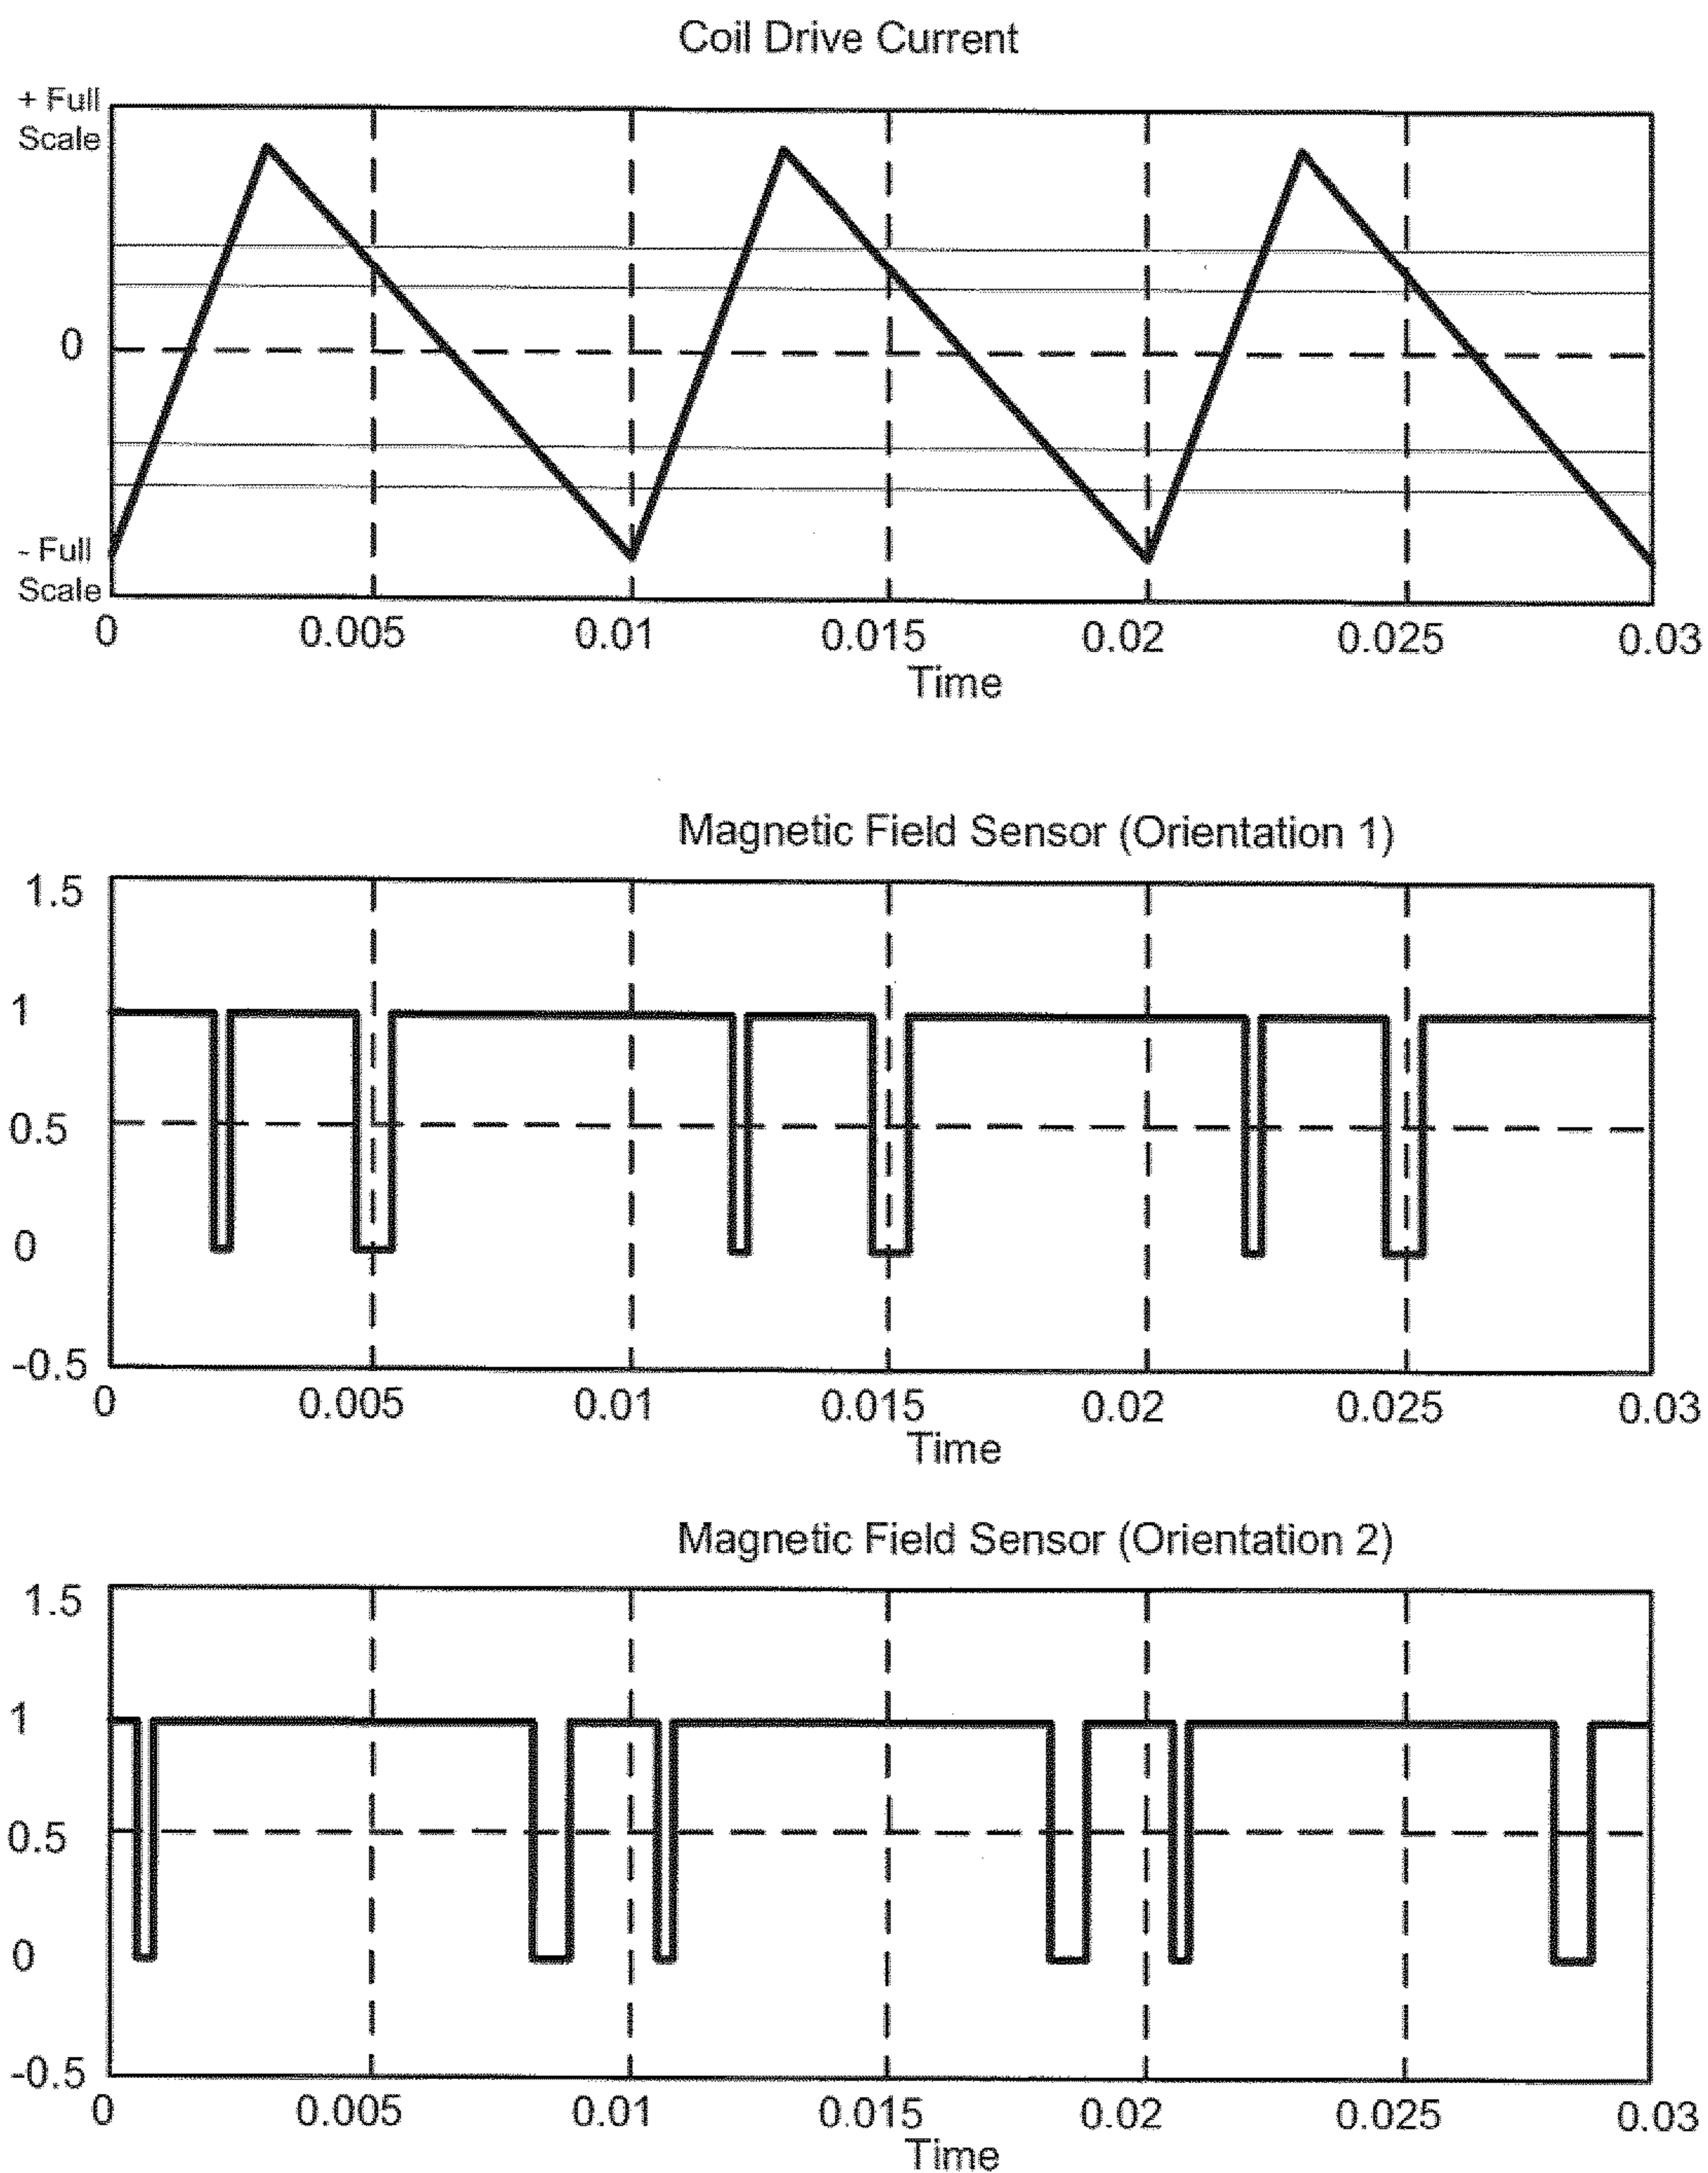 Coil Drive Current
+ Full
Scale
0
- Full
Scale
0 0.005 0.01 0.015 0.02 0.025 0.03
Time
Magnetic Field Sensor (Orientation 1)
1.5
1
0.5
0
-0.5
0 0.005 0.01 0.015 0.02 0.025 0.03
Time
Magnetic Field Sensor (Orientation 2)
1.5
1
0.5
0
-0.5
0 0.005 0.01 0.015 0.02 0.025 0.03
Time